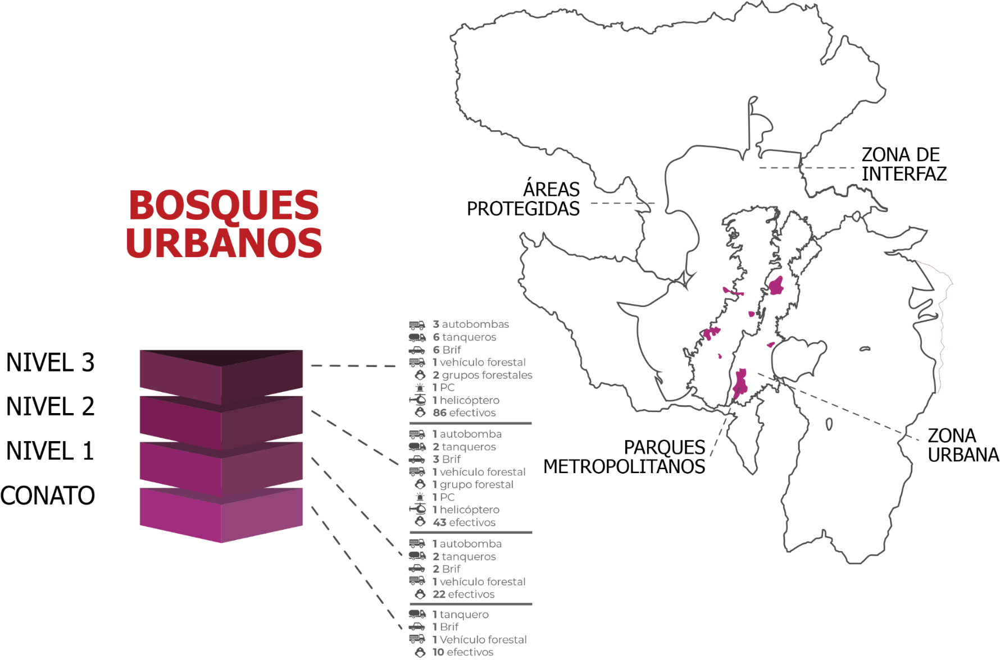 BOSQUES
URBANOS
NIVEL 3
NIVEL 2
NIVEL 1
CONATO
3 autobombas
6 tanqueros
6 Brif
1 vehículo forestal
2 grupos forestales
1 PC
1 helicóptero
86 efectivos
1 autobomba
2 tanqueros
3 Brif
1 vehículo forestal
1 grupo forestal
1 PC
1 helicóptero
43 efectivos
1 autobomba
2 tanqueros
2 Brif
1 vehículo forestal
22 efectivos
1 tanquero
1 Brif
1 Vehículo forestal
10 efectivos
ÁREAS
PROTEGIDAS
ZONA DE
INTERFAZ
PARQUES
METROPOLITANOS
ZONA
URBANA